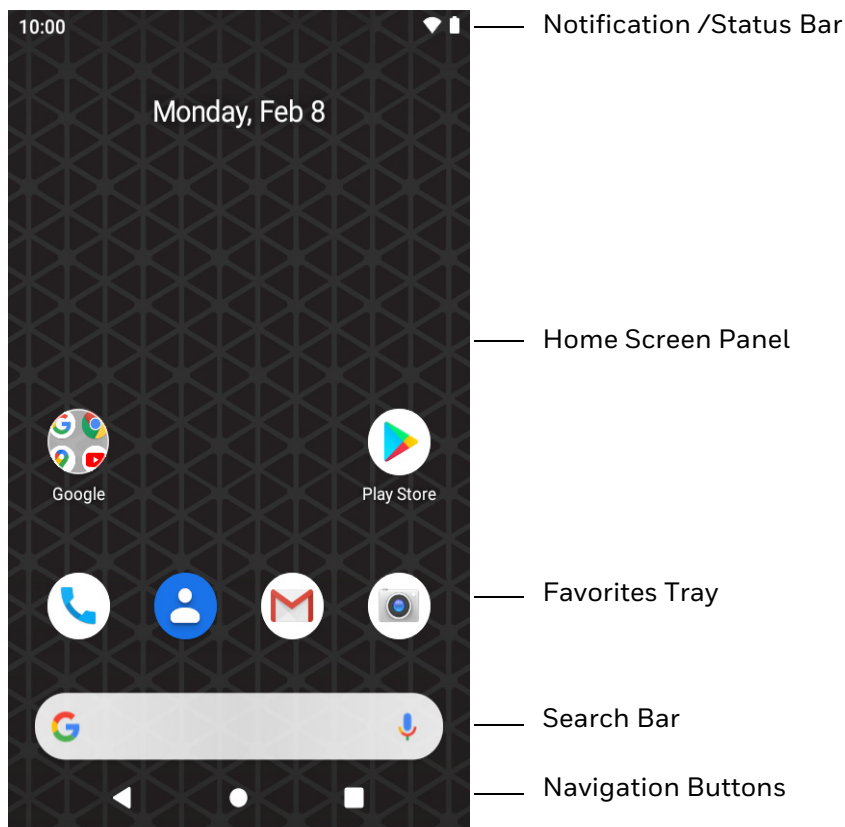 10:00
Notification /Status Bar
Monday, Feb 8
Home Screen Panel
Google
Play Store
Favorites Tray
Search Bar
Navigation Buttons